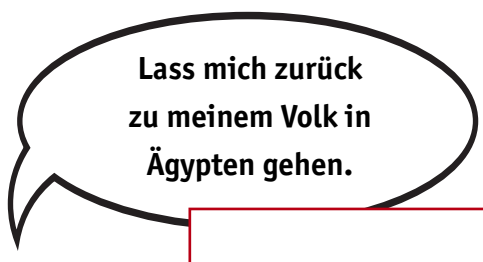 Lass mich zurück
zu meinem Volk in
Ägypten gehen.